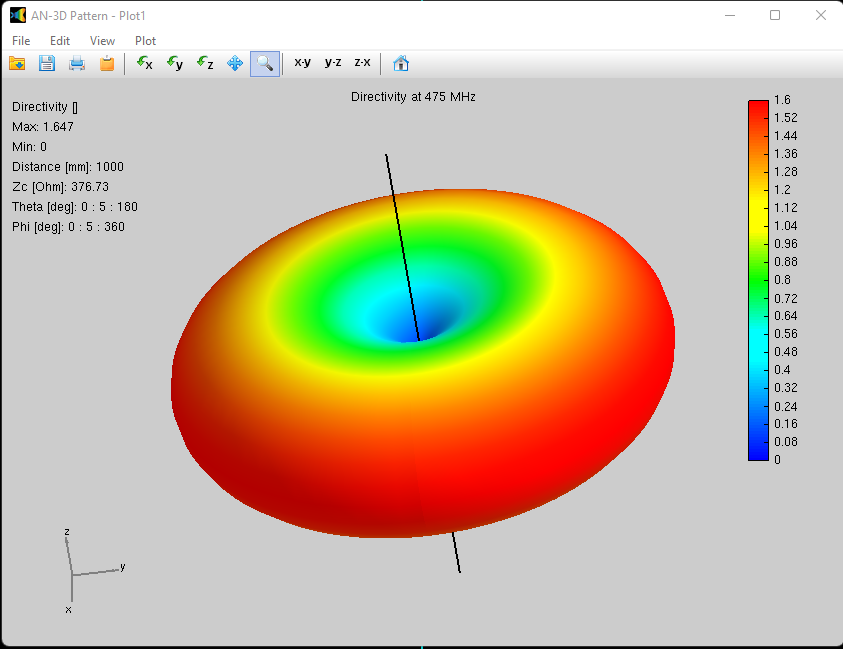 AN-3D Pattern - Plot1
File Edit View Plot
x y z x-y y-z z-x
Directivity at 475 MHz
Directivity []
Max: 1.647
Min: 0
Distance [mm]: 1000
Zc [Ohm]: 376.73
Theta [deg]: 0 : 5 : 180
Phi [deg]: 0 : 5 : 360
1.6
1.52
1.44
1.36
1.28
1.2
1.12
1.04
0.96
0.88
0.8
0.72
0.64
0.56
0.48
0.4
0.32
0.24
0.16
0.08
0
z
y
x